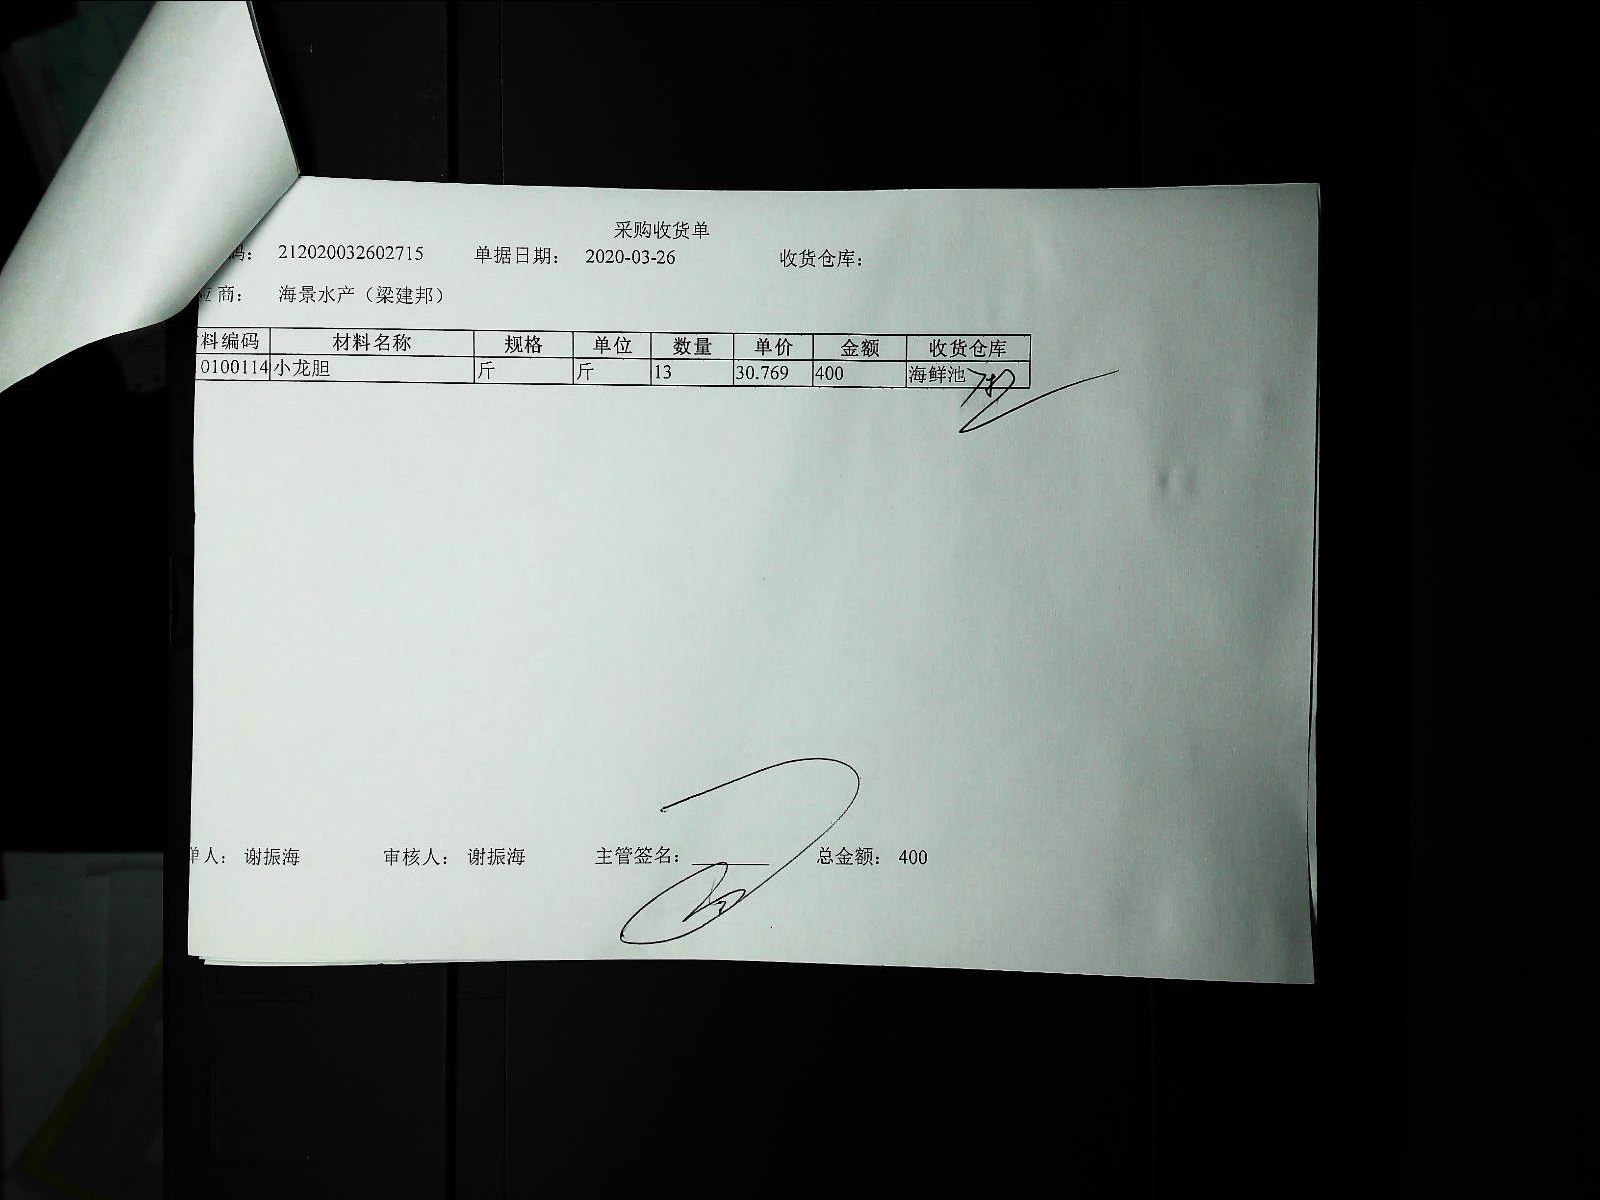 采购收货单
码： 212020032602715 单据日期： 2020-03-26 收货仓库：
应商： 海景水产（梁建邦）
料编码 材料名称 规格 单位 数量 单价 金额 收货仓库
0100114 小龙胆 斤 斤 13 30.769 400 海鲜池
单人： 谢振海 审核人： 谢振海 主管签名： 总金额： 400